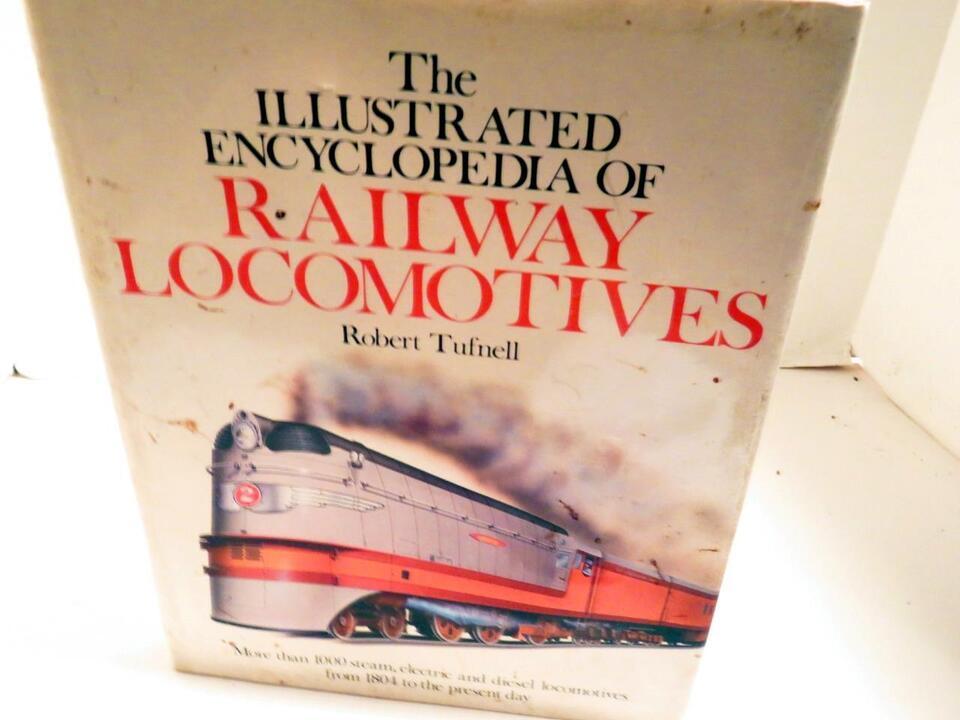 The
ILLUSTRATED
ENCYCLOPEDIA OF
RAILWAY
LOCOMOTIVES
Robert Tufnell
2
More than 1000 steam, electric and diesel locomotives
from 1804 to the present day